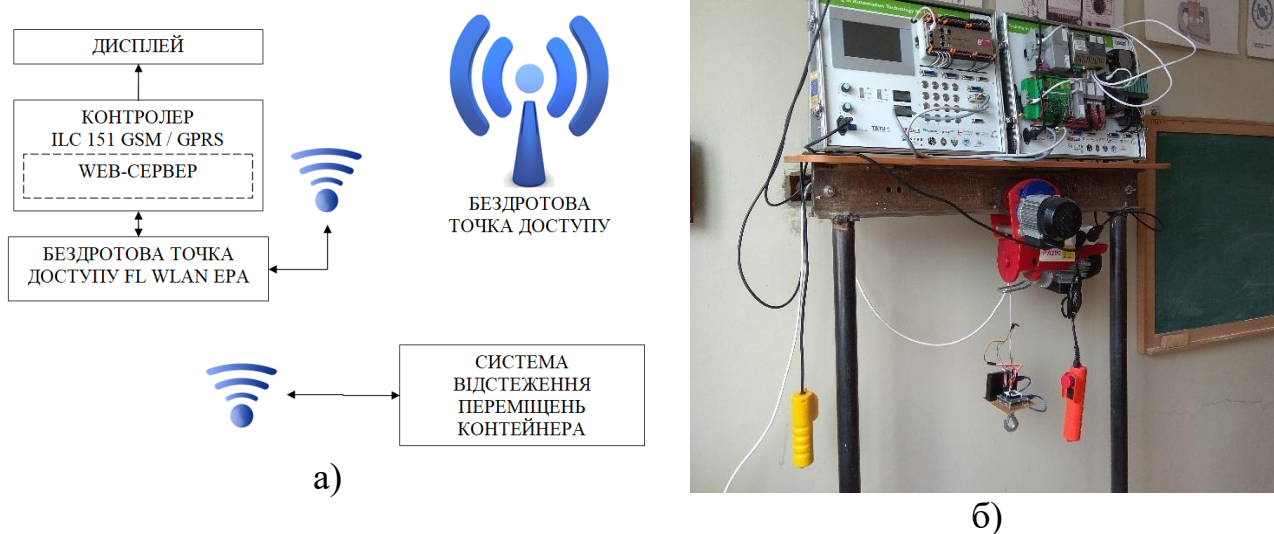 ДИСПЛЕЙ
КОНТРОЛЕР
ILC 151 GSM / GPRS
WEB-СЕРВЕР
БЕЗДРОТОВА ТОЧКА
ДОСТУПУ FL WLAN EPA
БЕЗДРОТОВА
ТОЧКА ДОСТУПУ
СИСТЕМА
ВІДСТЕЖЕННЯ
ПЕРЕМІЩЕНЬ
КОНТЕЙНЕРА
а)
б)